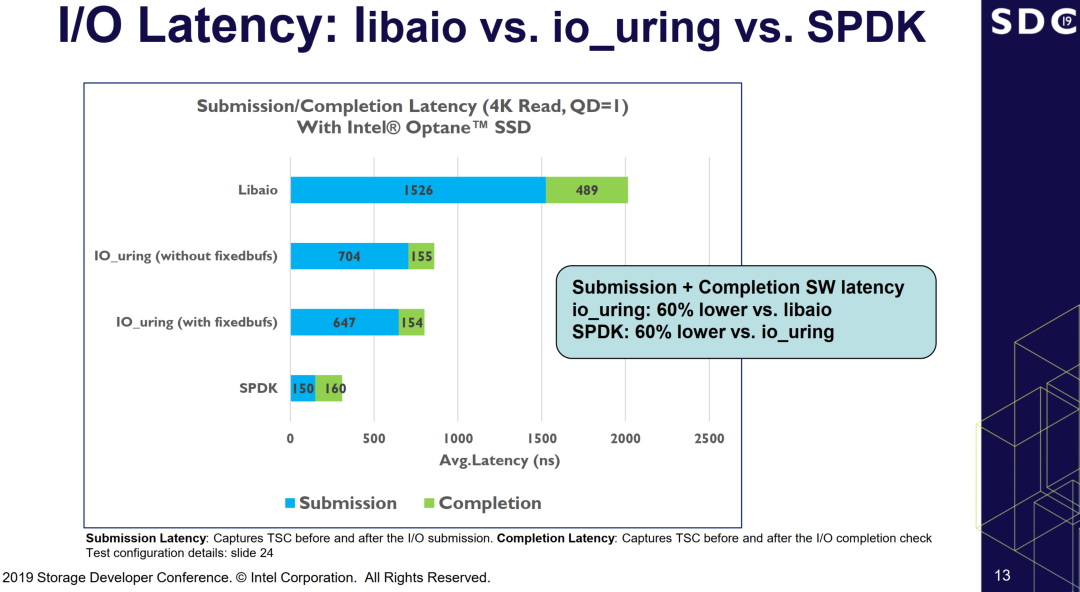 I/O Latency: libaio vs. io_uring vs. SPDK
SDC 19
Submission/Completion Latency (4K Read, QD=1)
With Intel® Optane™ SSD
Libaio 1526 489
IO_uring (without fixedbufs) 704 155
IO_uring (with fixedbufs) 647 154
SPDK 150 160
0 500 1000 1500 2000 2500
Avg.Latency (ns)
Submission Completion
Submission + Completion SW latency
io_uring: 60% lower vs. libaio
SPDK: 60% lower vs. io_uring
Submission Latency: Captures TSC before and after the I/O submission. Completion Latency: Captures TSC before and after the I/O completion check
Test configuration details: slide 24
2019 Storage Developer Conference. © Intel Corporation. All Rights Reserved.
13